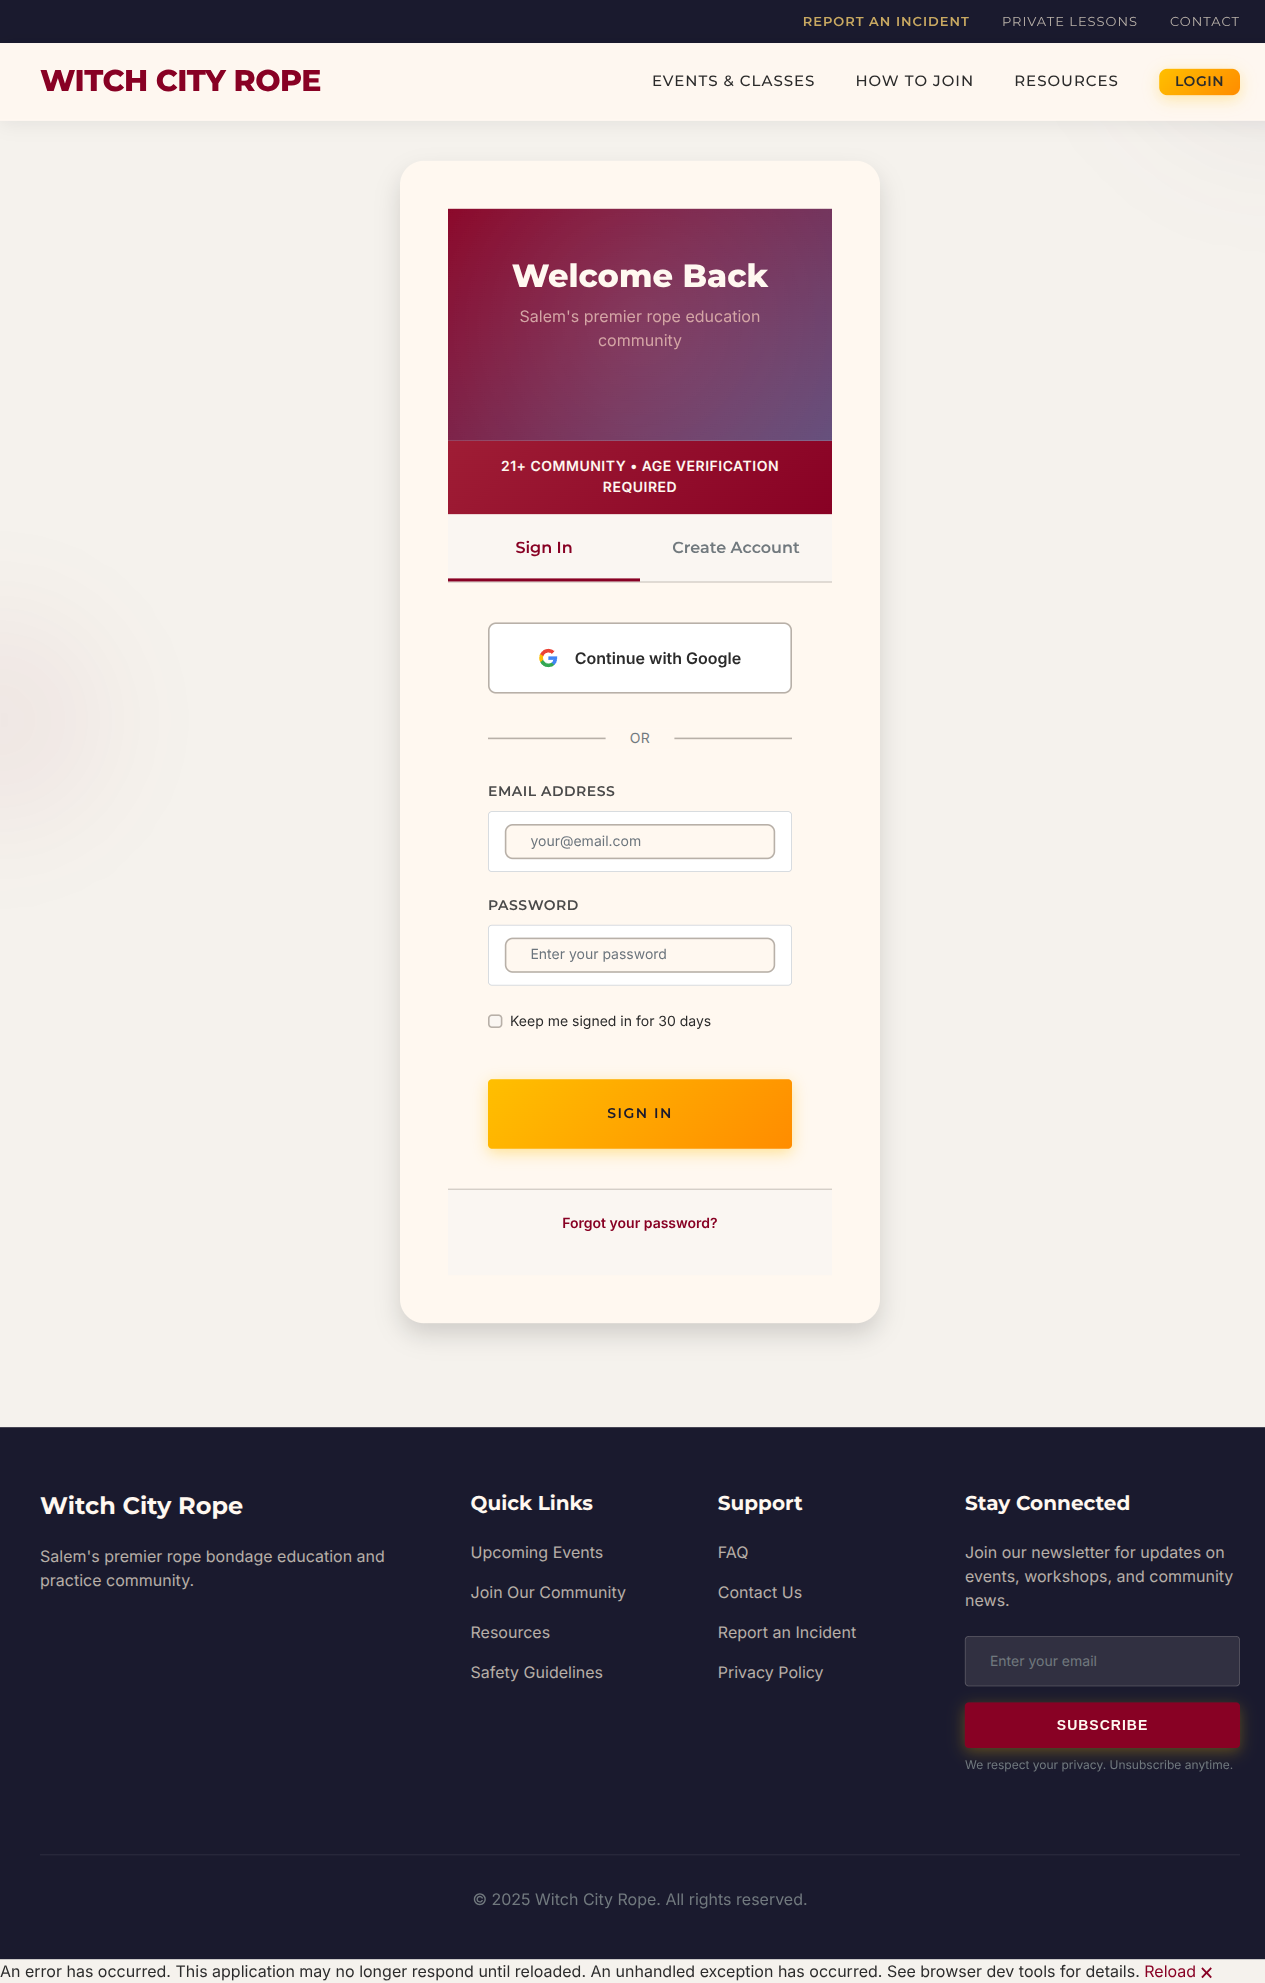 REPORT AN INCIDENT PRIVATE LESSONS CONTACT
WITCH CITY ROPE EVENTS & CLASSES HOW TO JOIN RESOURCES LOGIN
Welcome Back
Salem's premier rope education
community
21+ COMMUNITY • AGE VERIFICATION
REQUIRED
Sign In Create Account
Continue with Google
OR
EMAIL ADDRESS
your@email.com
PASSWORD
Enter your password
Keep me signed in for 30 days
SIGN IN
Forgot your password?
Witch City Rope
Salem's premier rope bondage education and
practice community.
Quick Links
Upcoming Events
Join Our Community
Resources
Safety Guidelines
Support
FAQ
Contact Us
Report an Incident
Privacy Policy
Stay Connected
Join our newsletter for updates on
events, workshops, and community
news.
Enter your email
SUBSCRIBE
We respect your privacy. Unsubscribe anytime.
© 2025 Witch City Rope. All rights reserved.
An error has occurred. This application may no longer respond until reloaded. An unhandled exception has occurred. See browser dev tools for details. Reload ✕